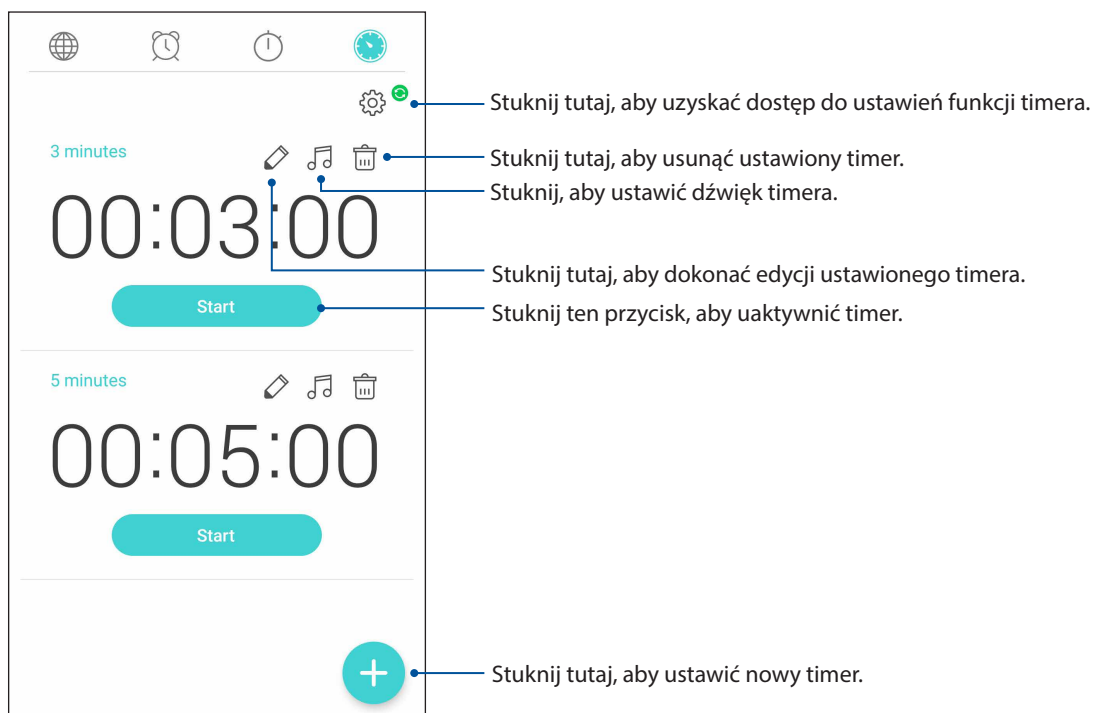 Stuknij tutaj, aby uzyskać dostęp do ustawień funkcji timera.
3 minutes
Stuknij tutaj, aby usunąć ustawiony timer.
Stuknij, aby ustawić dźwięk timera.
00:03:00
Stuknij tutaj, aby dokonać edycji ustawionego timera.
Start
Stuknij ten przycisk, aby uaktywnić timer.
5 minutes
00:05:00
Start
Stuknij tutaj, aby ustawić nowy timer.